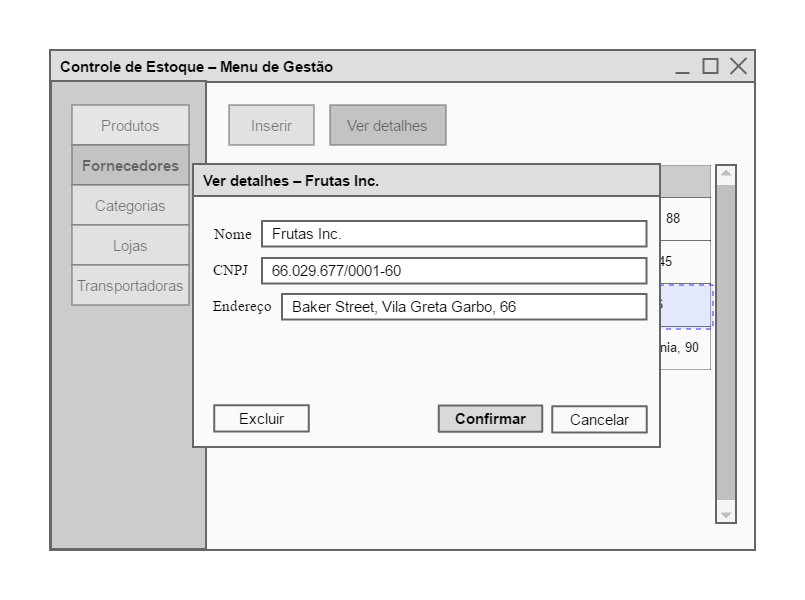 Controle de Estoque – Menu de Gestão
Produtos
Fornecedores
Categorias
Lojas
Transportadoras
Inserir
Ver detalhes
88
45
nia, 90
Ver detalhes – Frutas Inc.
Nome
Frutas Inc.
CNPJ
66.029.677/0001-60
Endereço
Baker Street, Vila Greta Garbo, 66
Excluir
Confirmar
Cancelar